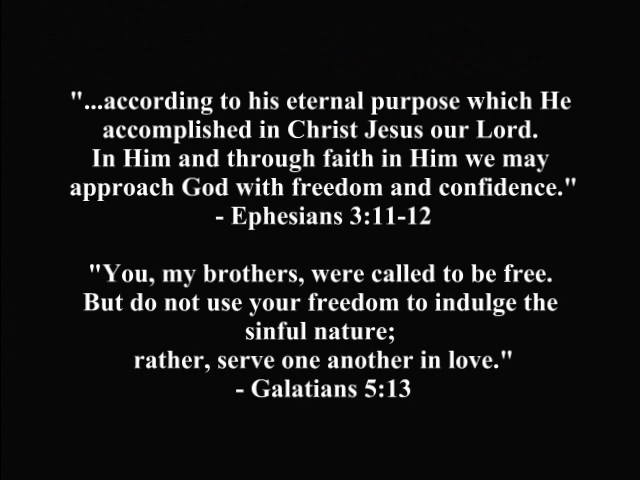 "...according to his eternal purpose which He
accomplished in Christ Jesus our Lord.
In Him and through faith in Him we may
approach God with freedom and confidence."
- Ephesians 3:11-12
"You, my brothers, were called to be free.
But do not use your freedom to indulge the
sinful nature;
rather, serve one another in love."
- Galatians 5:13